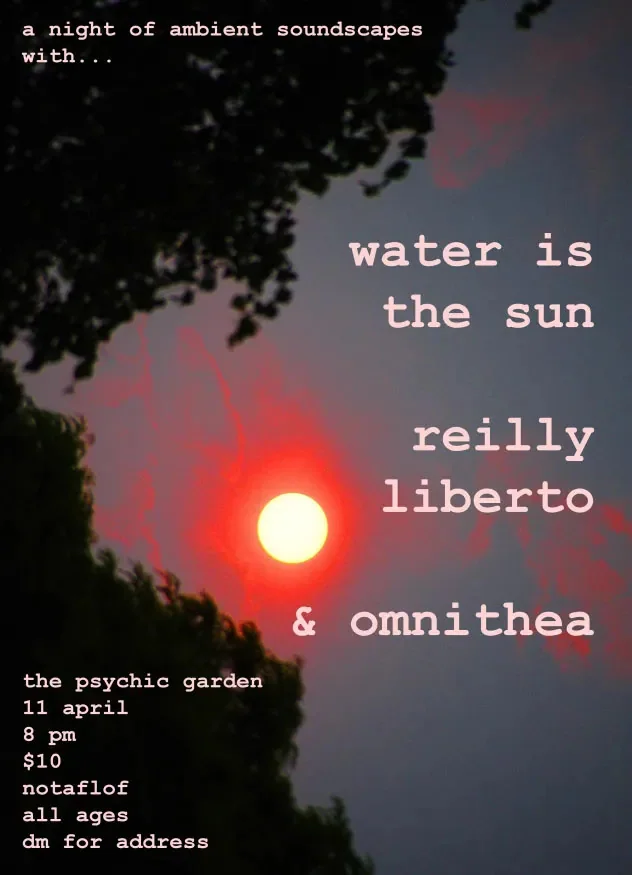 a night of ambient soundscapes
with...
water is
the sun
reilly
liberto
& omnithea
the psychic garden
11 april
8 pm
$10
notaflof
all ages
dm for address